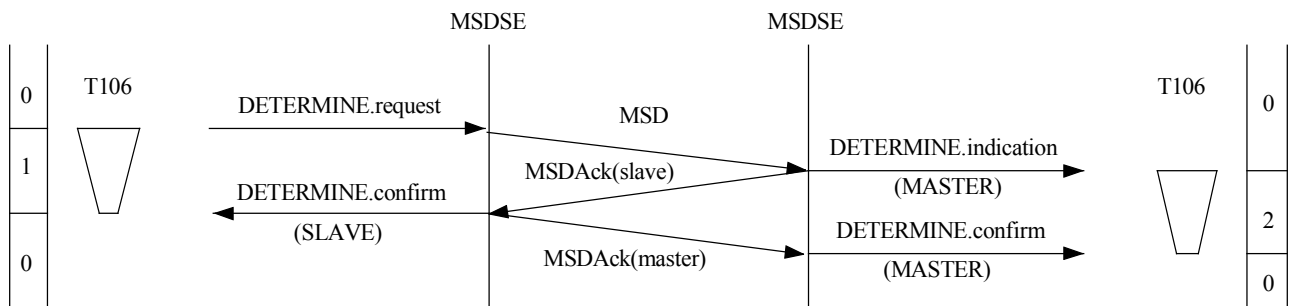 MSDSE MSDSE
T106 T106
0 0
DETERMINE.request
MSD
DETERMINE.indication
1
MSDAck(slave)
DETERMINE.confirm
(MASTER)
(SLAVE)
DETERMINE.confirm
2
MSDAck(master)
0
(MASTER)
0